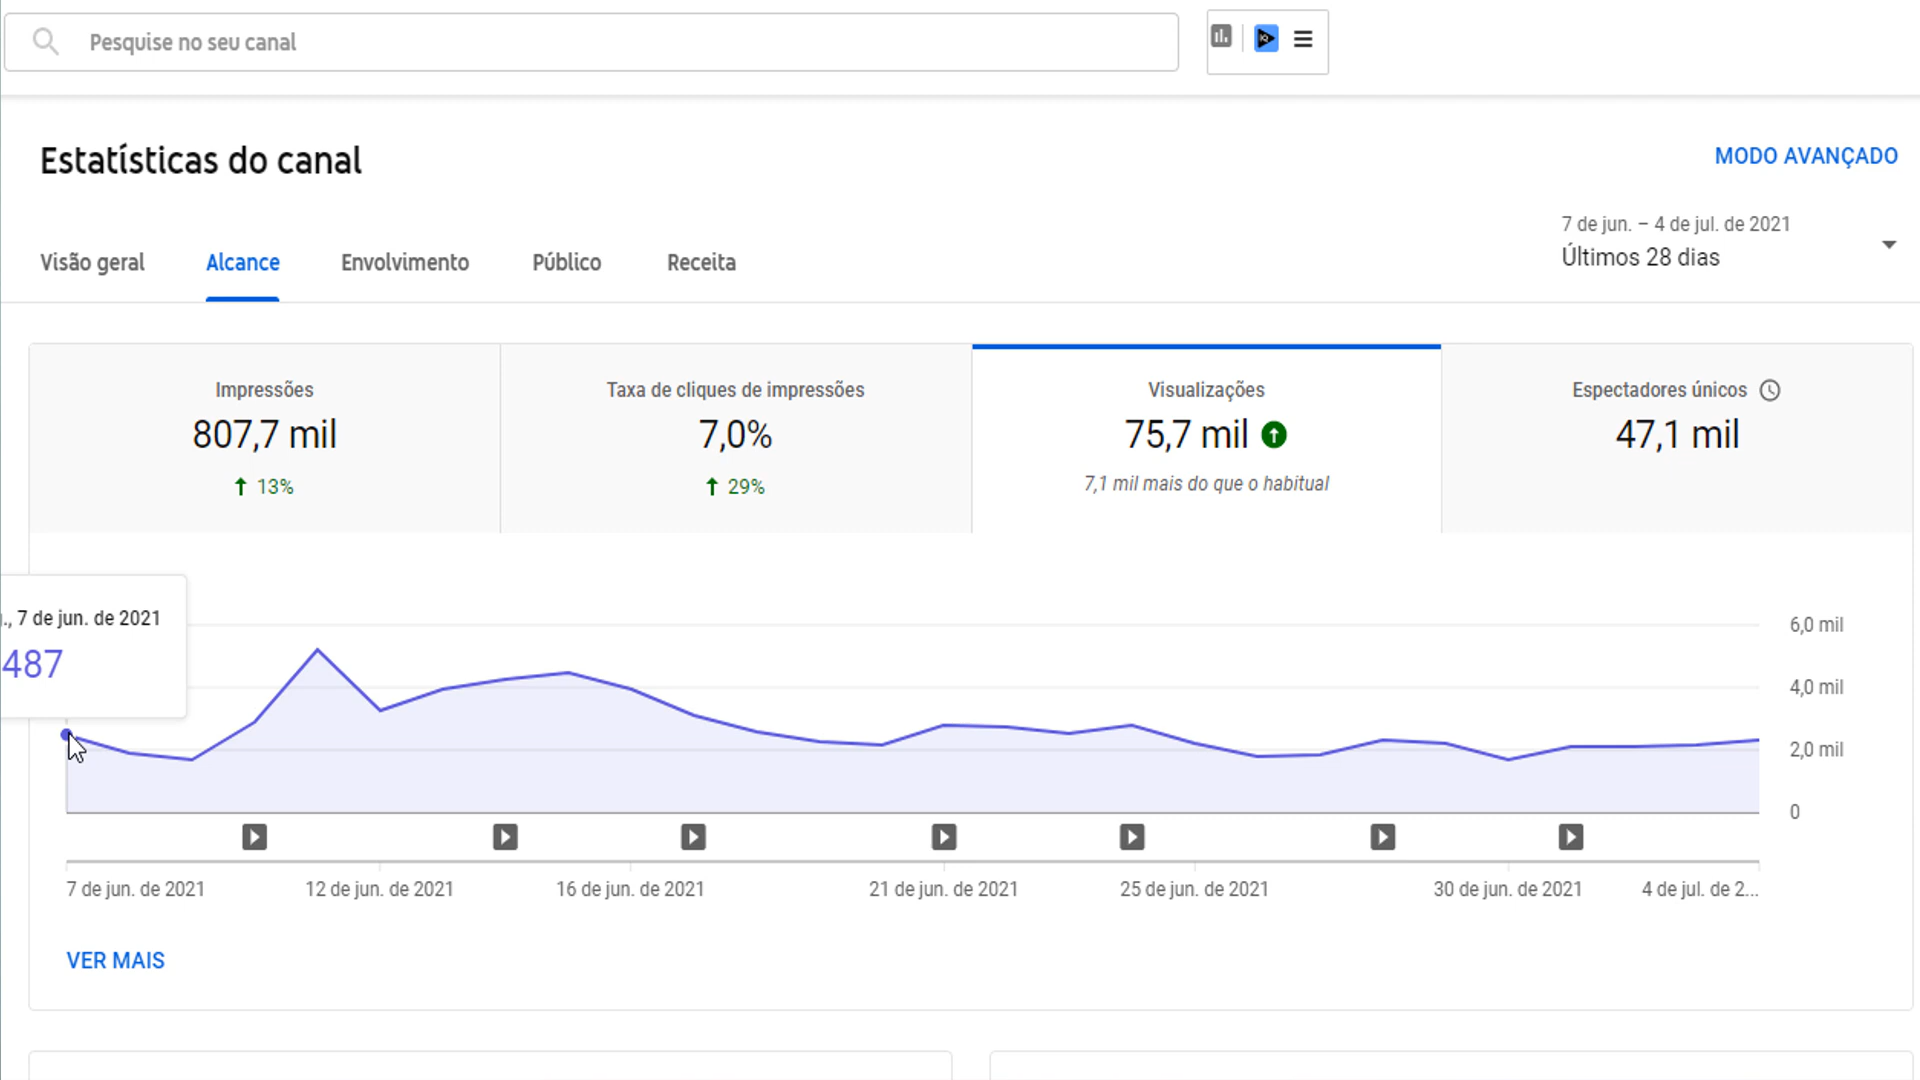 Pesquise no seu canal
Estatísticas do canal
MODO AVANÇADO
7 de jun. – 4 de jul. de 2021
Últimos 28 dias
Visão geral
Alcance
Envolvimento
Público
Receita
Impressões
807,7 mil
13%
Taxa de cliques de impressões
7,0%
29%
Visualizações
75,7 mil
7,1 mil mais do que o habitual
Espectadores únicos
47,1 mil
., 7 de jun. de 2021
487
6,0 mil
4,0 mil
2,0 mil
0
7 de jun. de 2021
12 de jun. de 2021
16 de jun. de 2021
21 de jun. de 2021
25 de jun. de 2021
30 de jun. de 2021
4 de jul. de 2...
VER MAIS